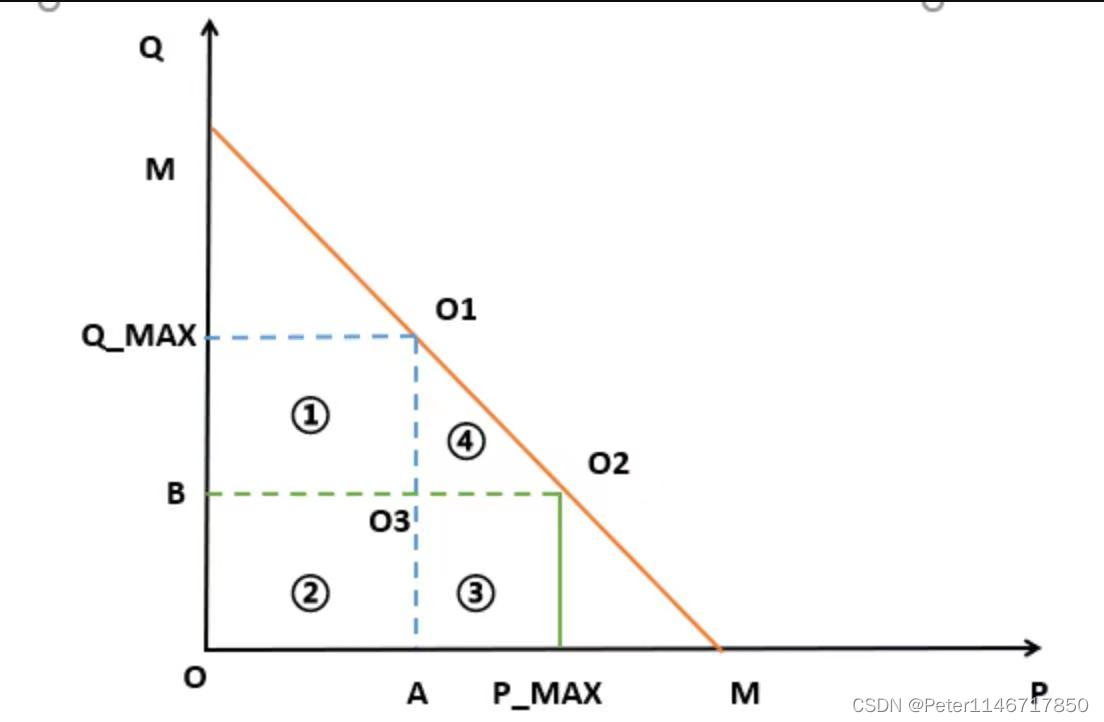 Q
M
O1
Q_MAX
①
④
O2
B
O3
②
③
O
A
P_MAX
M
P
CSDN @Peter1146717850